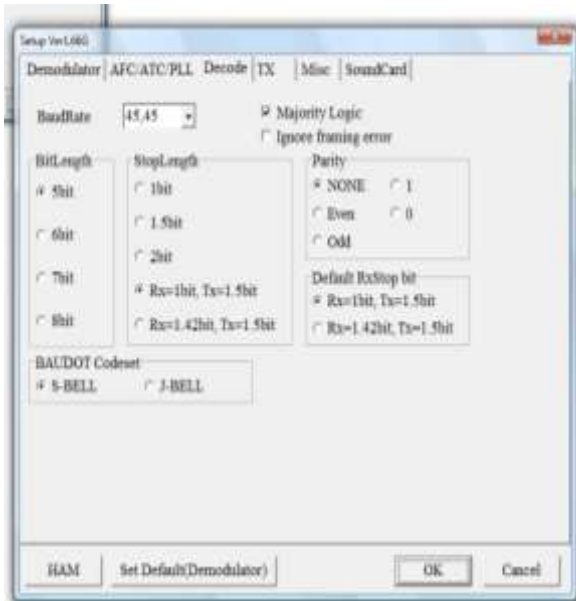 Setup Ver1.66G
Demodulator AFC/ATC/PLL Decode TX Misc SoundCard
BaudRate 45.45 Majority Logic
Ignore framing error
BitLength StopLength Parity
5bit 1bit NONE 1
6bit 1.5bit Even 0
7bit 2bit Odd
8bit Rx=1bit, Tx=1.5bit Default RxStop bit
Rx=1.42bit, Tx=1.5bit Rx=1bit, Tx=1.5bit
Rx=1.42bit, Tx=1.5bit
BAUDOT Codeset
S-BELL J-BELL
HAM Set Default(Demodulator) OK Cancel